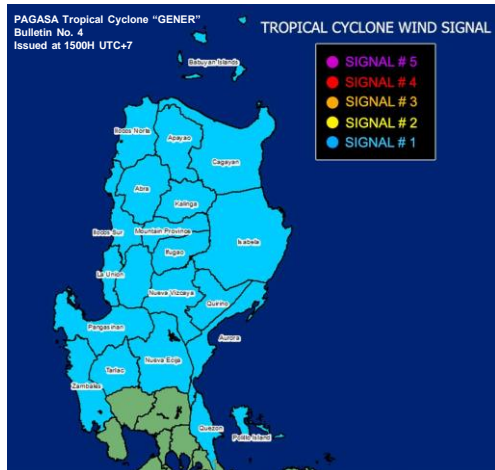 PAGASA Tropical Cyclone “GENER”
Bulletin No. 4
Issued at 1500H UTC+7
TROPICAL CYCLONE WIND SIGNAL
SIGNAL # 5
SIGNAL # 4
SIGNAL # 3
SIGNAL # 2
SIGNAL # 1
Babuyan Islands
Ilocos Norte
Apayao
Cagayan
Abra
Kalinga
Ilocos Sur
Mountain Province
Isabela
Ifugao
La Union
Nueva Vizcaya
Quirino
Pangasinan
Aurora
Nueva Ecija
Tarlac
Zambales
Quezon
Polillo Island